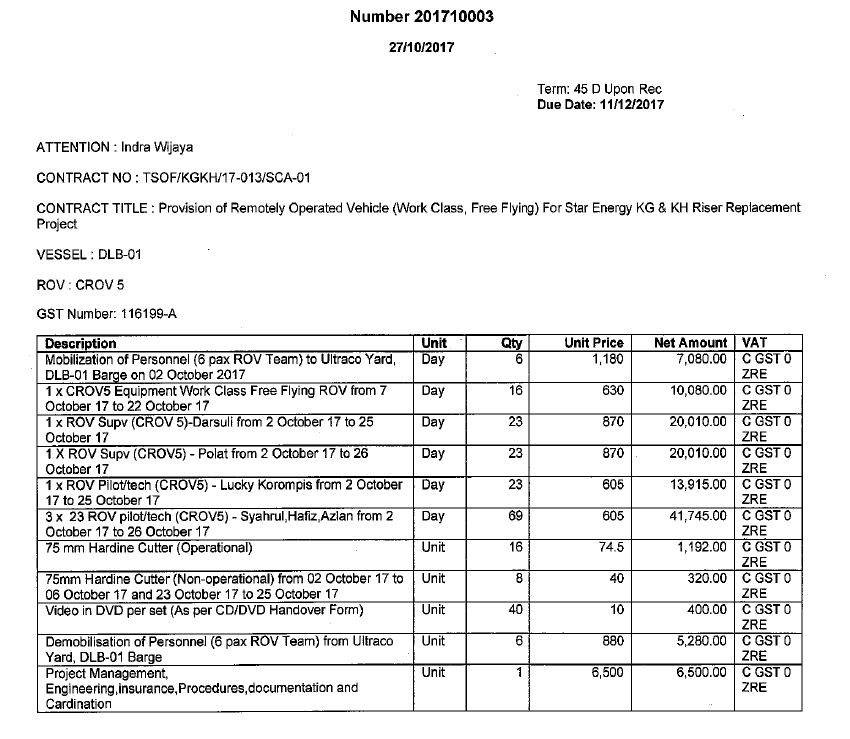 Number 201710003
27/10/2017
Term: 45 D Upon Rec
Due Date: 11/12/2017
ATTENTION : Indra Wijaya
CONTRACT NO : TSOF/KGKH/17-013/SCA-01
CONTRACT TITLE : Provision of Remotely Operated Vehicle (Work Class, Free Flying) For Star Energy KG & KH Riser Replacement
Project
VESSEL : DLB-01
ROV : CROV 5
GST Number: 116199-A
Description Unit Qty Unit Price Net Amount VAT
Mobilization of Personnel (6 pax ROV Team) to Ultraco Yard, Day 6 1,180 7,080.00 C GST 0
DLB-01 Barge on 02 October 2017 ZRE
1 x CROV5 Equipment Work Class Free Flying ROV from 7 Day 16 630 10,080.00 C GST 0
October 17 to 22 October 17 ZRE
1 x ROV Supv (CROV 5)-Darsuli from 2 October 17 to 25 Day 23 870 20,010.00 C GST 0
October 17 ZRE
1 X ROV Supv (CROV5) - Polat from 2 October 17 to 26 Day 23 870 20,010.00 C GST 0
October 17 ZRE
1 x ROV Pilot/tech (CROV5) - Lucky Korompis from 2 October Day 23 605 13,915.00 C GST 0
17 to 25 October 17 ZRE
3 x 23 ROV pilot/tech (CROV5) - Syahrul,Hafiz,Azlan from 2 Day 69 605 41,745.00 C GST 0
October 17 to 26 October 17 ZRE
75 mm Hardine Cutter (Operational) Unit 16 74.5 1,192.00 C GST 0
ZRE
75mm Hardine Cutter (Non-operational) from 02 October 17 to Unit 8 40 320.00 C GST 0
06 October 17 and 23 October 17 to 25 October 17 ZRE
Video in DVD per set (As per CD/DVD Handover Form) Unit 40 10 400.00 C GST 0
ZRE
Demobilisation of Personnel (6 pax ROV Team) from Ultraco Unit 6 880 5,280.00 C GST 0
Yard, DLB-01 Barge ZRE
Project Management, Unit 1 6,500 6,500.00 C GST 0
Engineering,insurance,Procedures,documentation and ZRE
Cardination